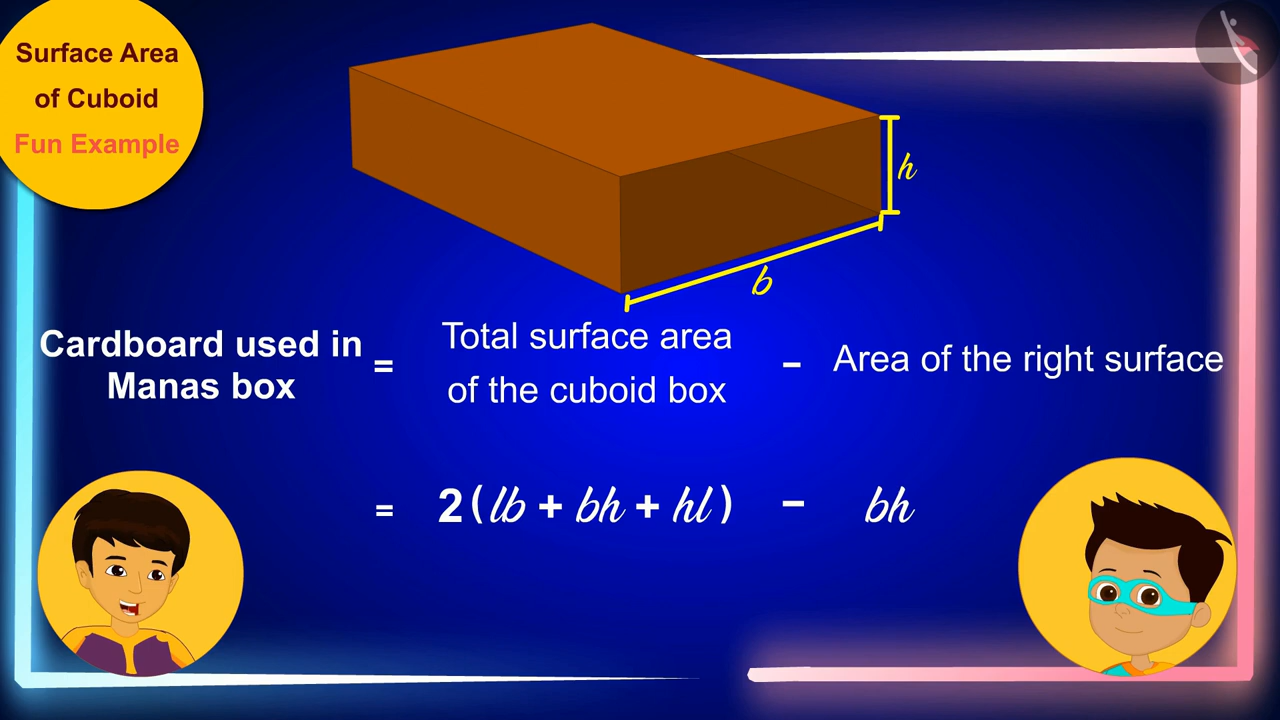 Surface Area
of Cuboid
Fun Example
h
b
Cardboard used in
Manas box
=
Total surface area
of the cuboid box
-
Area of the right surface
= 2(lb + bh + hl) - bh